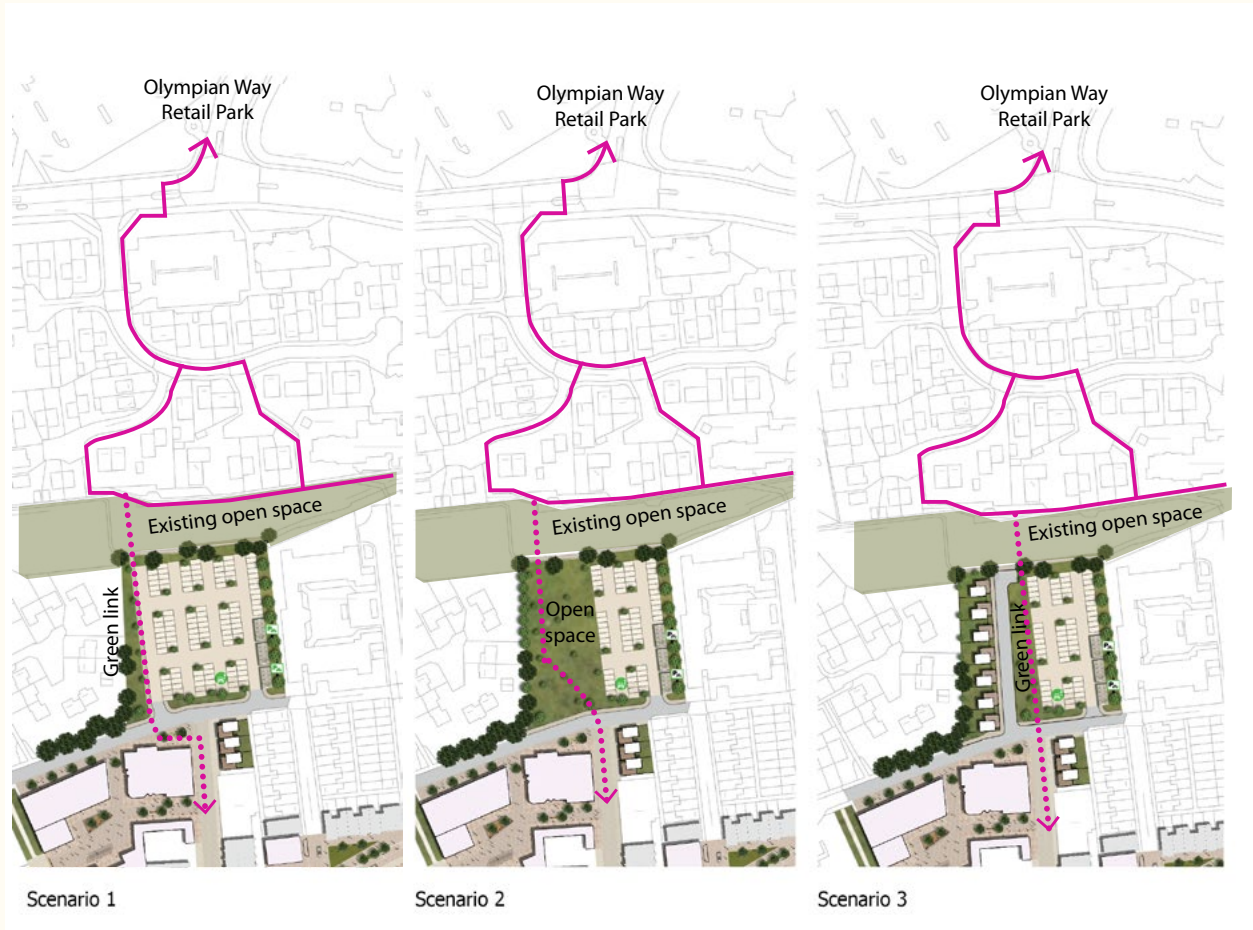 Olympian Way
Retail Park
Existing open space
Green link
Scenario 1
Olympian Way
Retail Park
Existing open space
Open
space
Scenario 2
Olympian Way
Retail Park
Existing open space
Green link
Scenario 3